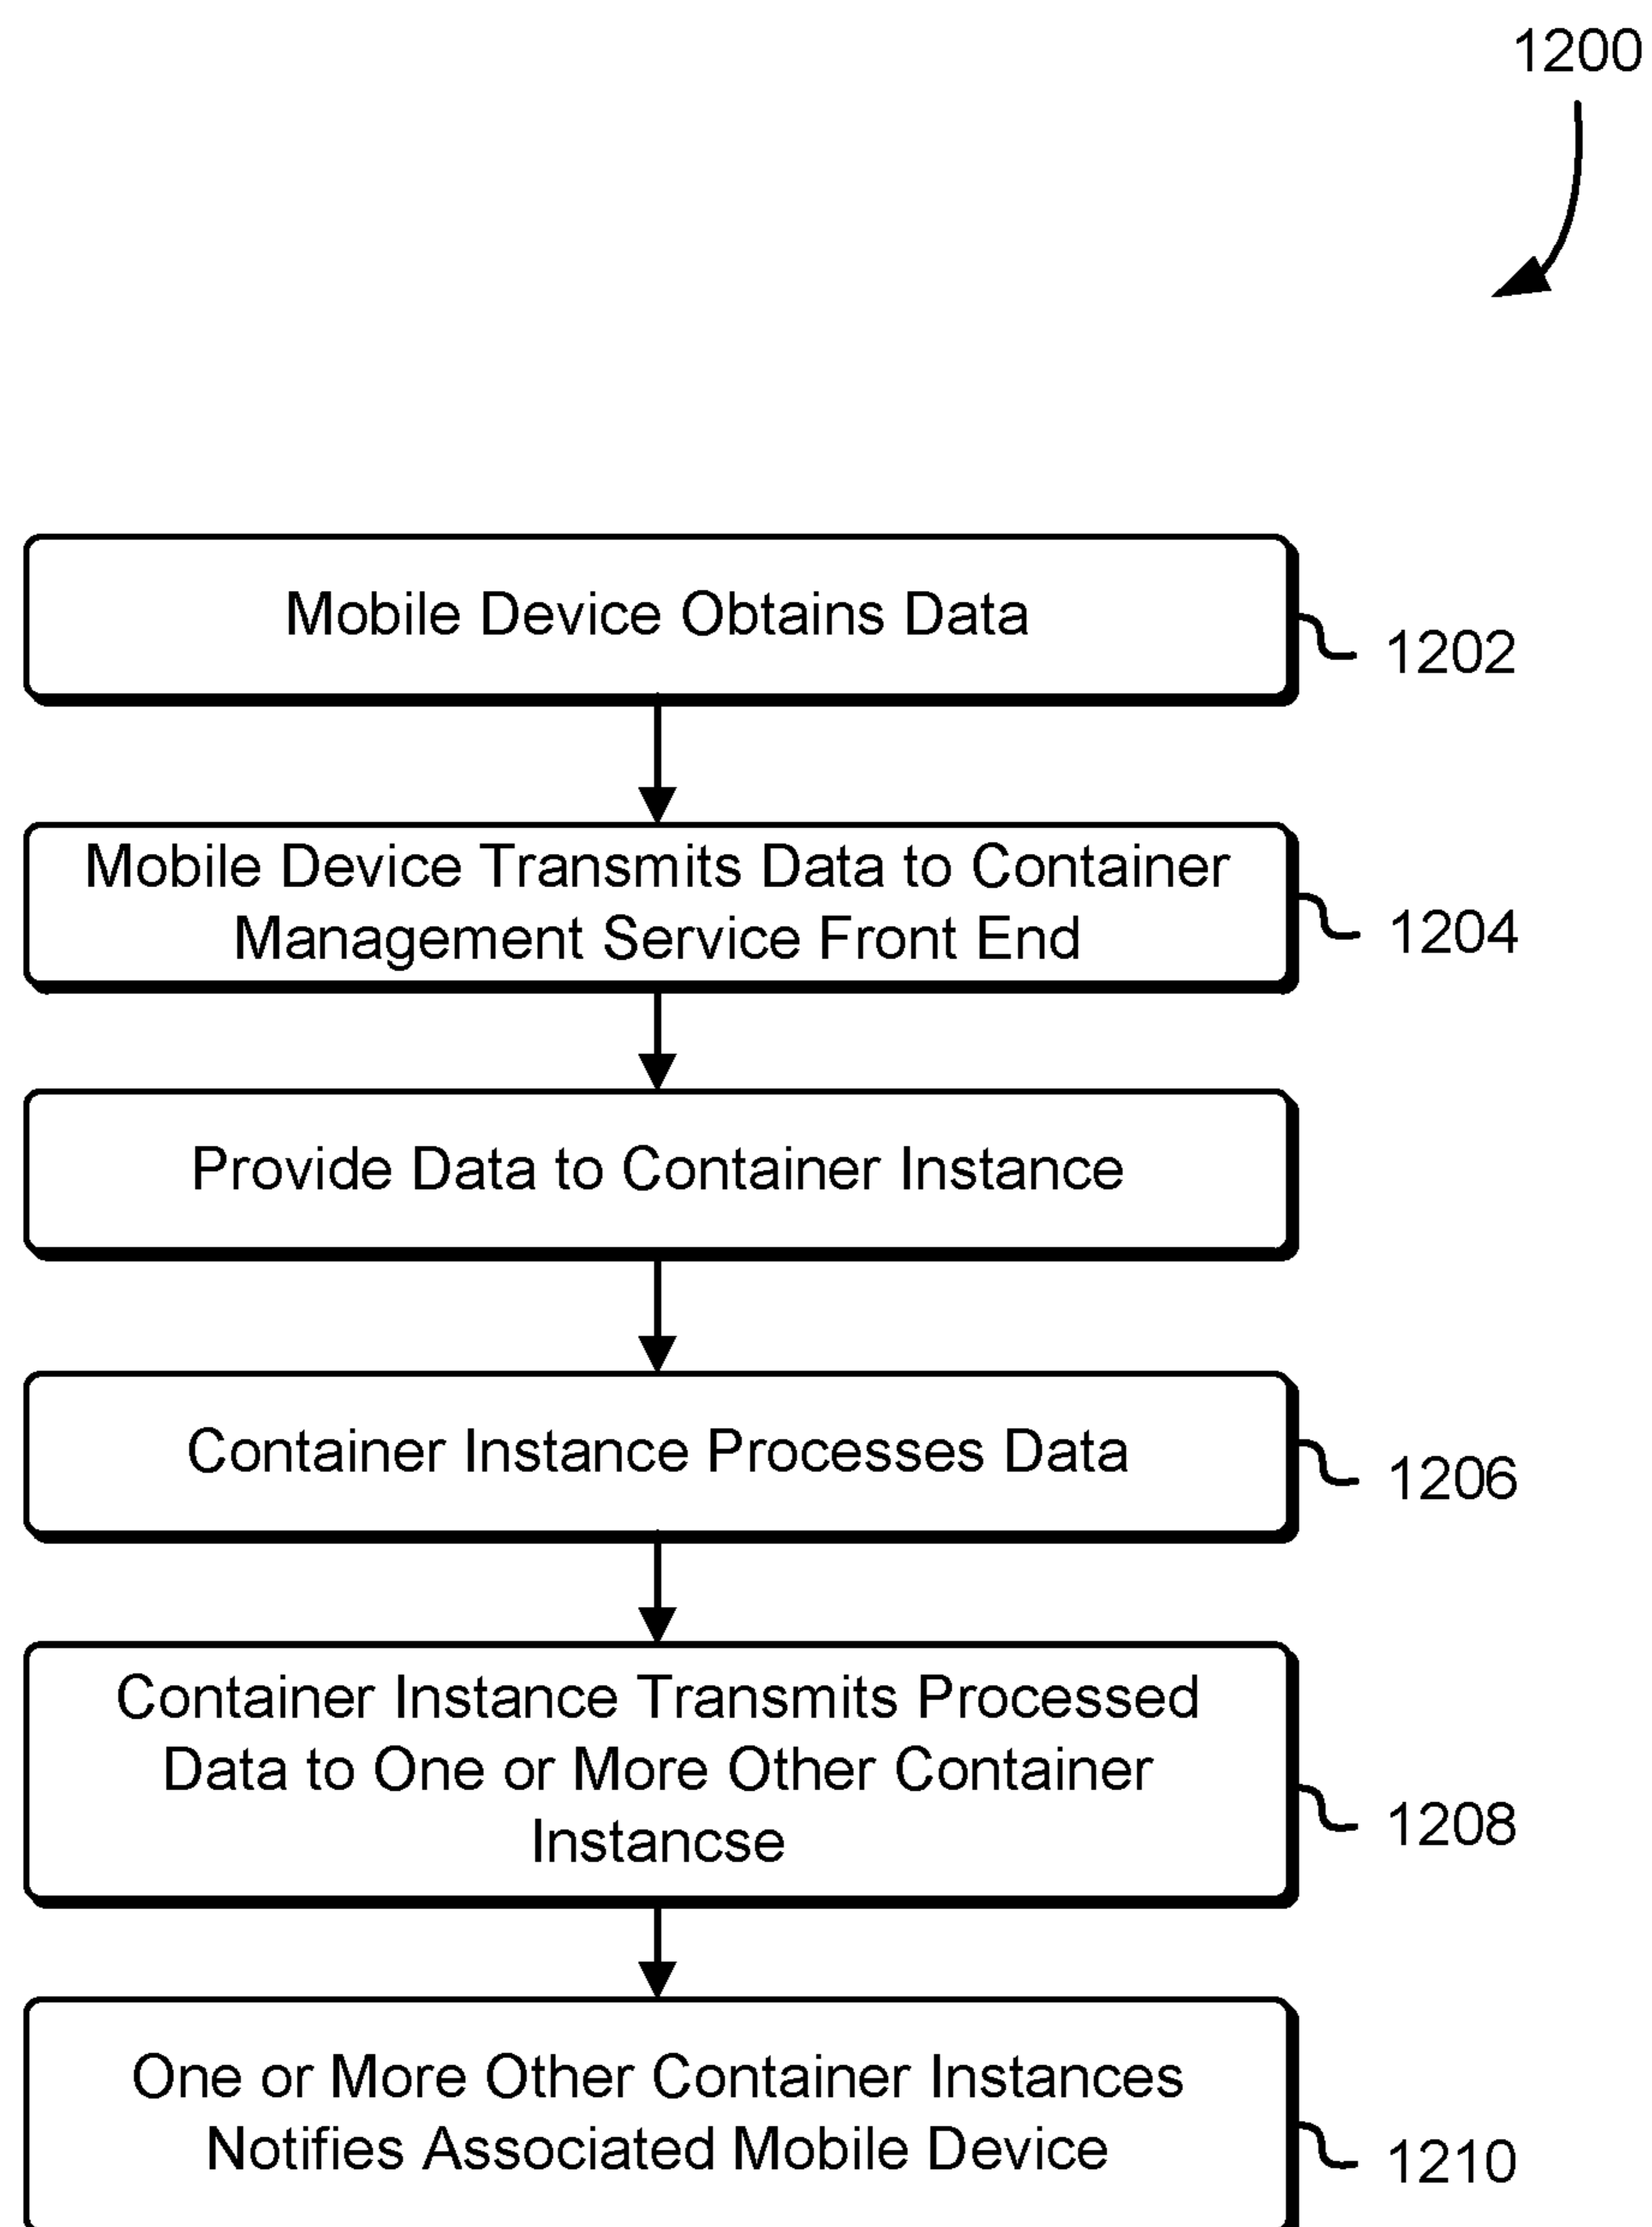 1200
Mobile Device Obtains Data
1202
Mobile Device Transmits Data to Container
Management Service Front End
1204
Provide Data to Container Instance
Container Instance Processes Data
1206
Container Instance Transmits Processed
Data to One or More Other Container
Instancse
1208
One or More Other Container Instances
Notifies Associated Mobile Device
1210